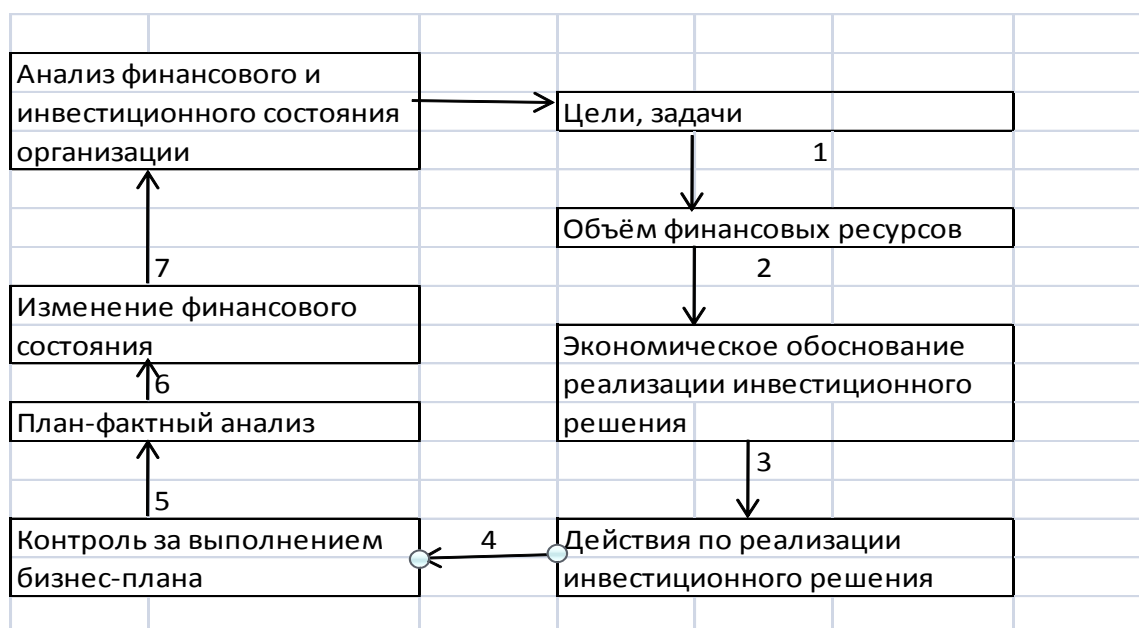 Анализ финансового и
инвестиционного состояния
организации
Цели, задачи
1
Объём финансовых ресурсов
2
Экономическое обоснование
реализации инвестиционного
решения
3
Действия по реализации
инвестиционного решения
4
Контроль за выполнением
бизнес-плана
5
План-фактный анализ
6
Изменение финансового
состояния
7